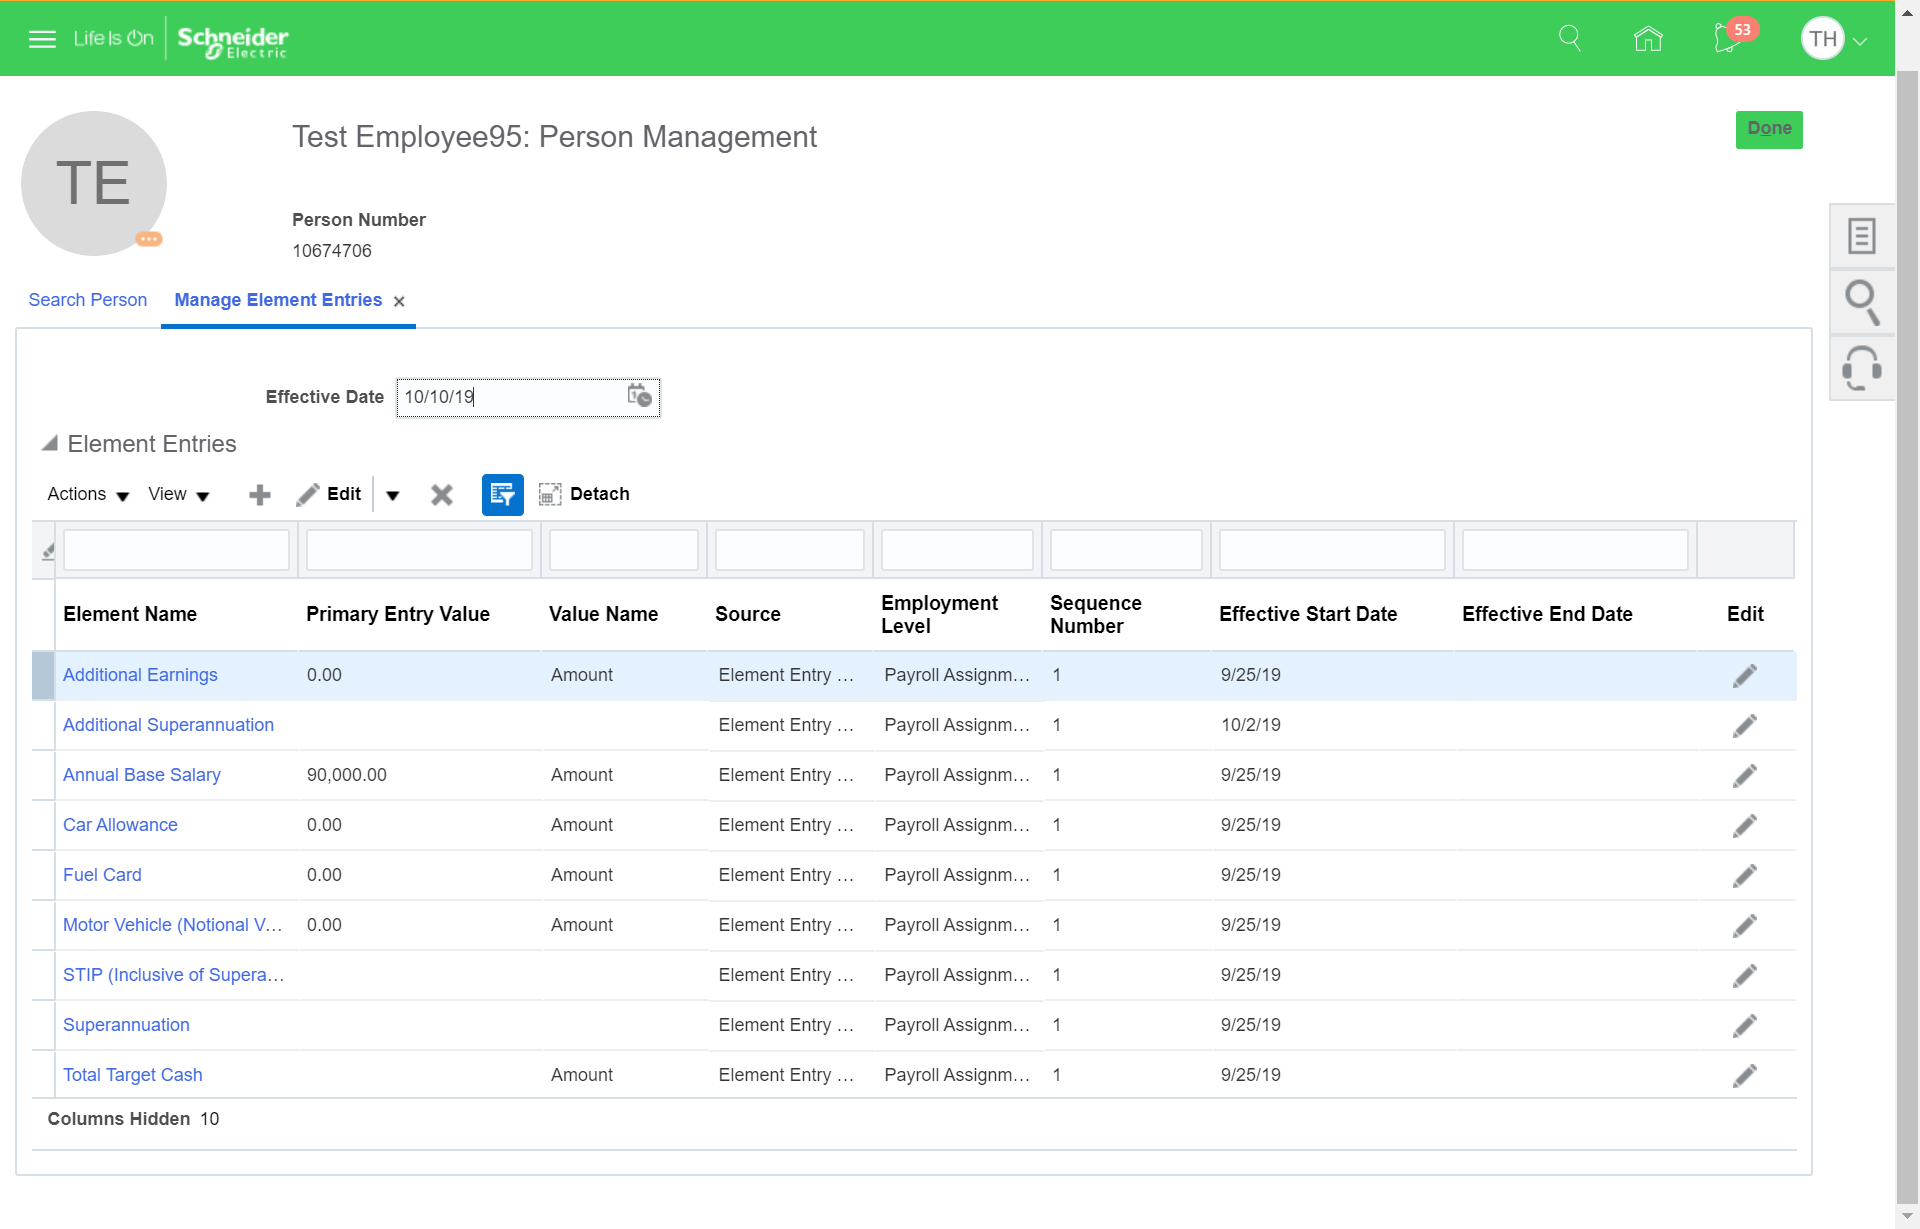 Life Is On Schneider Electric 53 TH
Test Employee95: Person Management
Done
TE
Person Number
10674706
Search Person Manage Element Entries ×
Effective Date 10/10/19
Element Entries
Actions View Edit Detach
Element Name Primary Entry Value Value Name Source Employment Level Sequence Number Effective Start Date Effective End Date Edit
Additional Earnings 0.00 Amount Element Entry ... Payroll Assignm... 1 9/25/19
Additional Superannuation Element Entry ... Payroll Assignm... 1 10/2/19
Annual Base Salary 90,000.00 Amount Element Entry ... Payroll Assignm... 1 9/25/19
Car Allowance 0.00 Amount Element Entry ... Payroll Assignm... 1 9/25/19
Fuel Card 0.00 Amount Element Entry ... Payroll Assignm... 1 9/25/19
Motor Vehicle (Notional V... 0.00 Amount Element Entry ... Payroll Assignm... 1 9/25/19
STIP (Inclusive of Supera... Element Entry ... Payroll Assignm... 1 9/25/19
Superannuation Element Entry ... Payroll Assignm... 1 9/25/19
Total Target Cash Amount Element Entry ... Payroll Assignm... 1 9/25/19
Columns Hidden 10